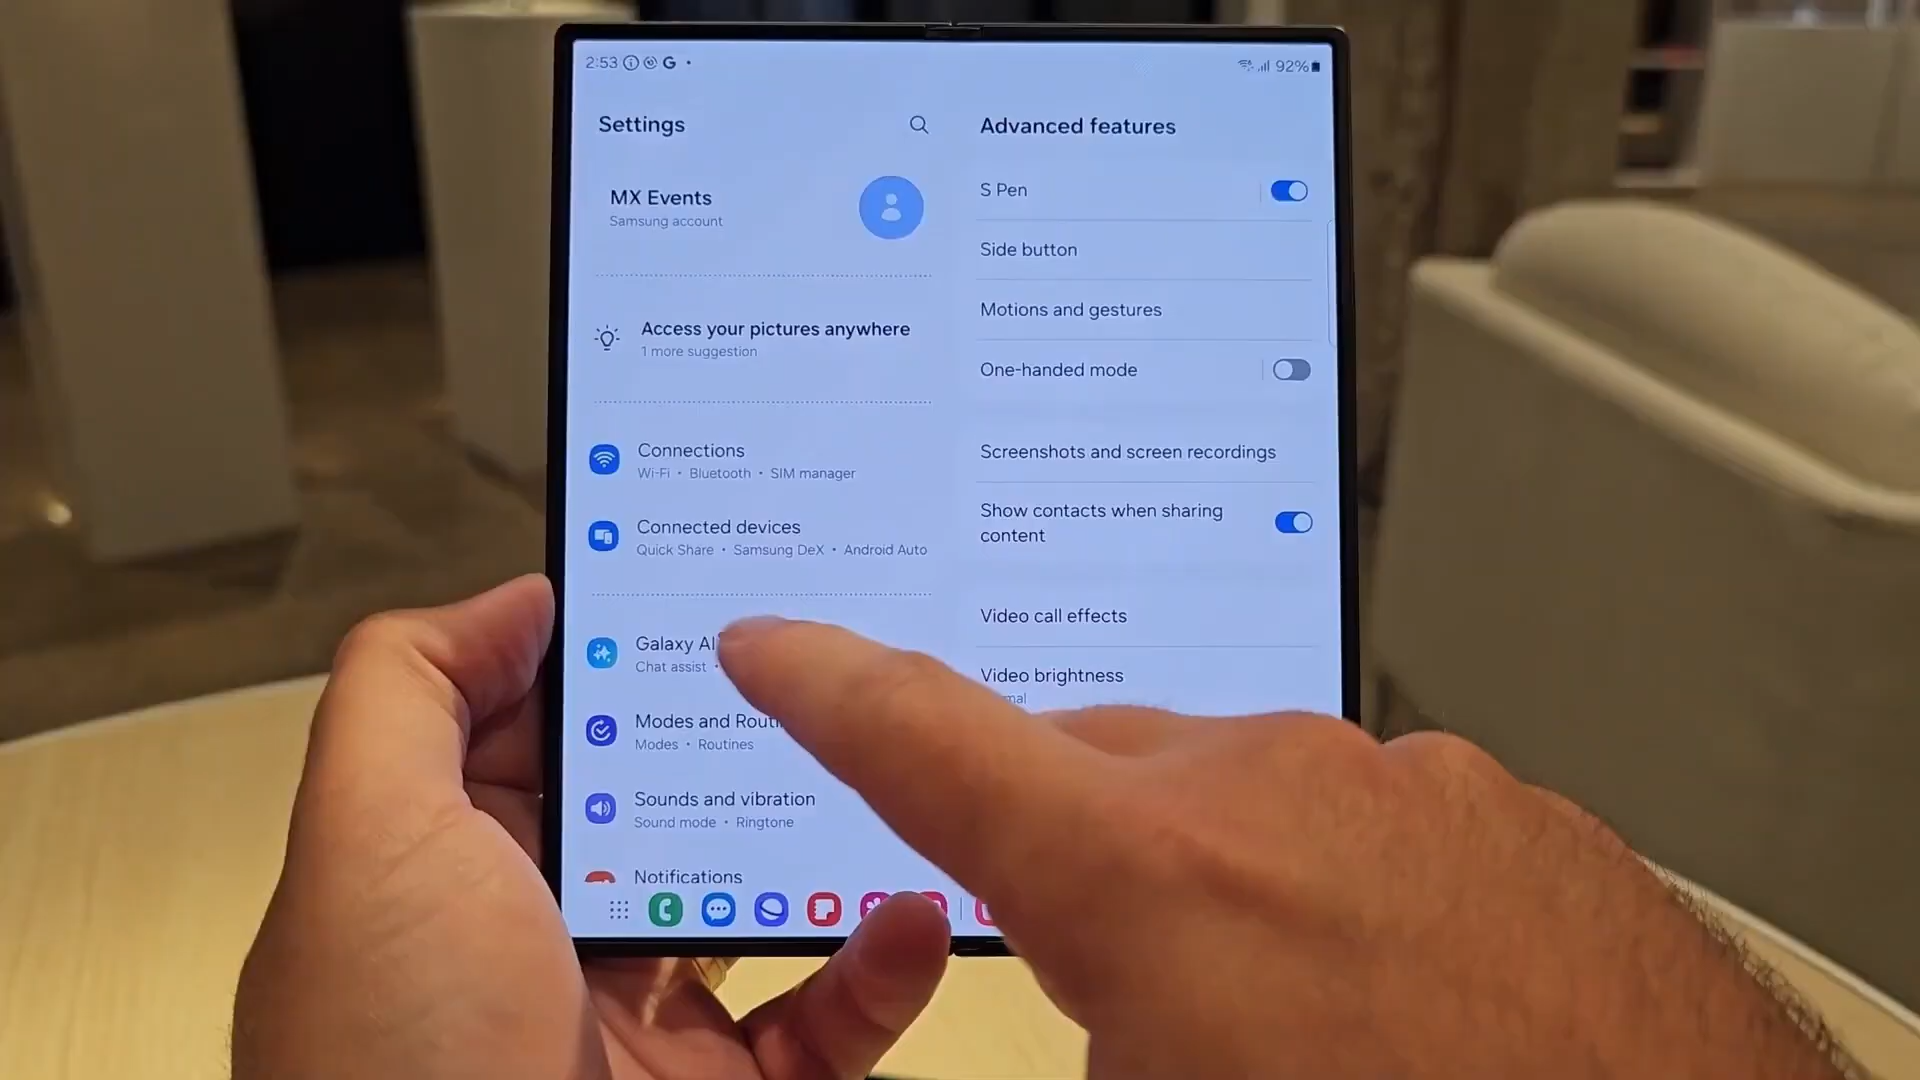 2:53
92%
Settings
MX Events
Samsung account
Access your pictures anywhere
1 more suggestion
Connections
Wi-Fi • Bluetooth • SIM manager
Connected devices
Quick Share • Samsung DeX • Android Auto
Galaxy AI
Chat assist •
Modes and
Modes • Routines
Sounds and vibration
Sound mode • Ringtone
Notifications
Advanced features
S Pen
Side button
Motions and gestures
One-handed mode
Screenshots and screen recordings
Show contacts when sharing
content
Video call effects
Video brightness